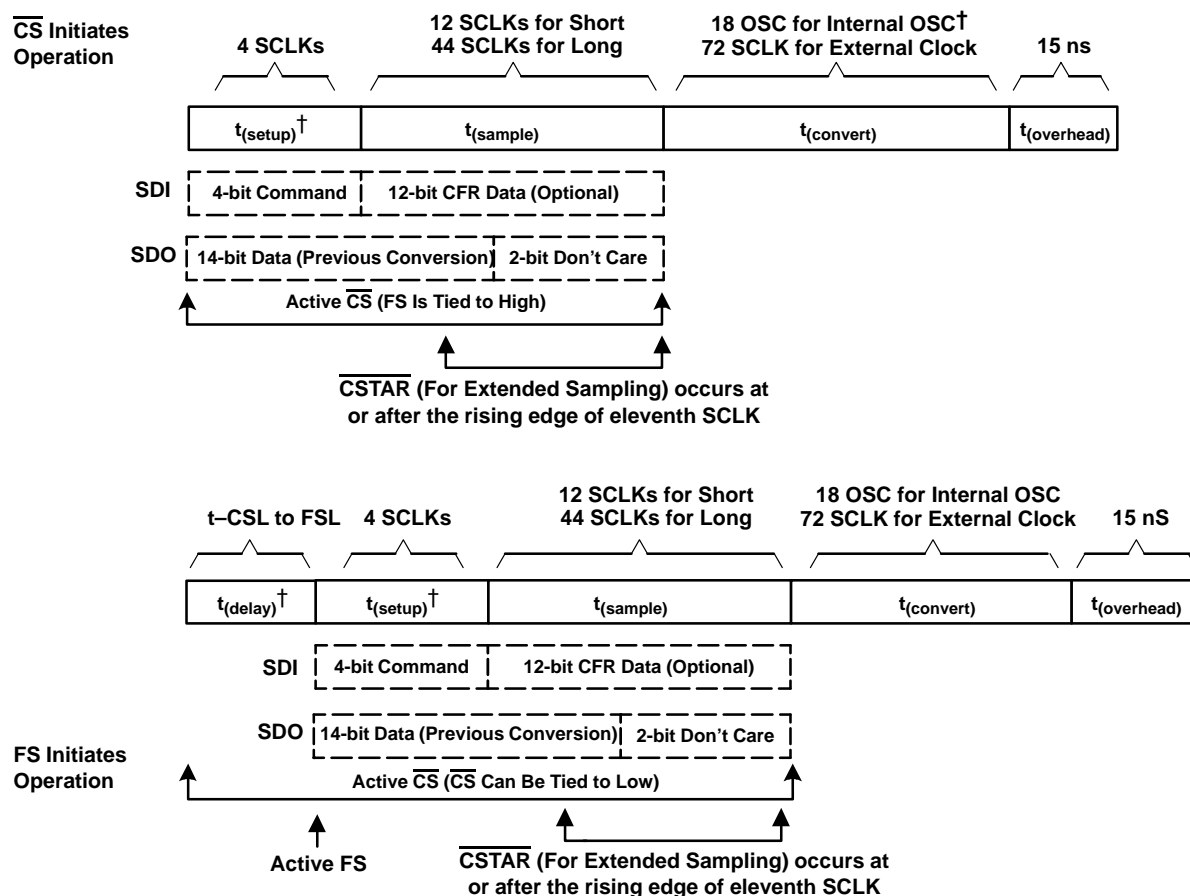 CS Initiates
Operation
4 SCLKs
12 SCLKs for Short
44 SCLKs for Long
18 OSC for Internal OSC†
72 SCLK for External Clock
15 ns
t(setup)†
t(sample)
t(convert)
t(overhead)
SDI
4-bit Command
12-bit CFR Data (Optional)
SDO
14-bit Data (Previous Conversion)
2-bit Don't Care
Active CS (FS Is Tied to High)
CSTAR (For Extended Sampling) occurs at
or after the rising edge of eleventh SCLK
t–CSL to FSL
4 SCLKs
12 SCLKs for Short
44 SCLKs for Long
18 OSC for Internal OSC
72 SCLK for External Clock
15 nS
t(delay)†
t(setup)†
t(sample)
t(convert)
t(overhead)
SDI
4-bit Command
12-bit CFR Data (Optional)
SDO
14-bit Data (Previous Conversion)
2-bit Don't Care
FS Initiates
Operation
Active CS (CS Can Be Tied to Low)
Active FS
CSTAR (For Extended Sampling) occurs at
or after the rising edge of eleventh SCLK